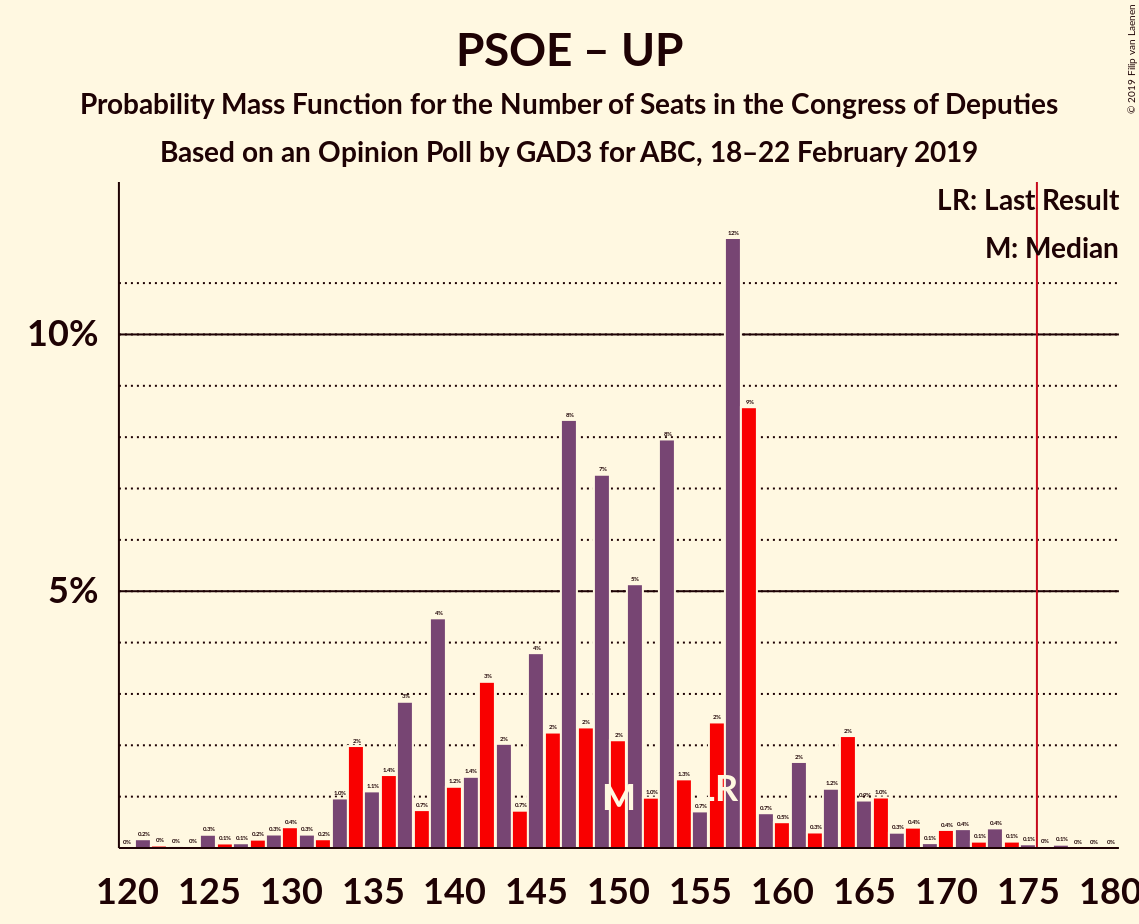 PSOE – UP
Probability Mass Function for the Number of Seats in the Congress of Deputies
Based on an Opinion Poll by GAD3 for ABC, 18–22 February 2019
© 2019 Filip van Laenen
LR: Last Result
M: Median
10%
5%
0% 0.2% 0% 0% 0% 0.3% 0.1% 0.1% 0.2% 0.3% 0.4% 0.3% 0.2% 1.0% 2% 1.1% 1.4% 3% 0.7% 4% 1.2% 1.4% 3% 2% 0.7% 4% 2% 8% 2% 7% 2% 5% 1.0% 8% 1.3% 0.7% 2% 12% 9% 0.7% 0.5% 2% 0.3% 1.2% 2% 0.9% 1.0% 0.3% 0.4% 0.1% 0.4% 0.4% 0.1% 0.4% 0.1% 0.1% 0% 0.1% 0% 0% 0%
M LR
120 125 130 135 140 145 150 155 160 165 170 175 180